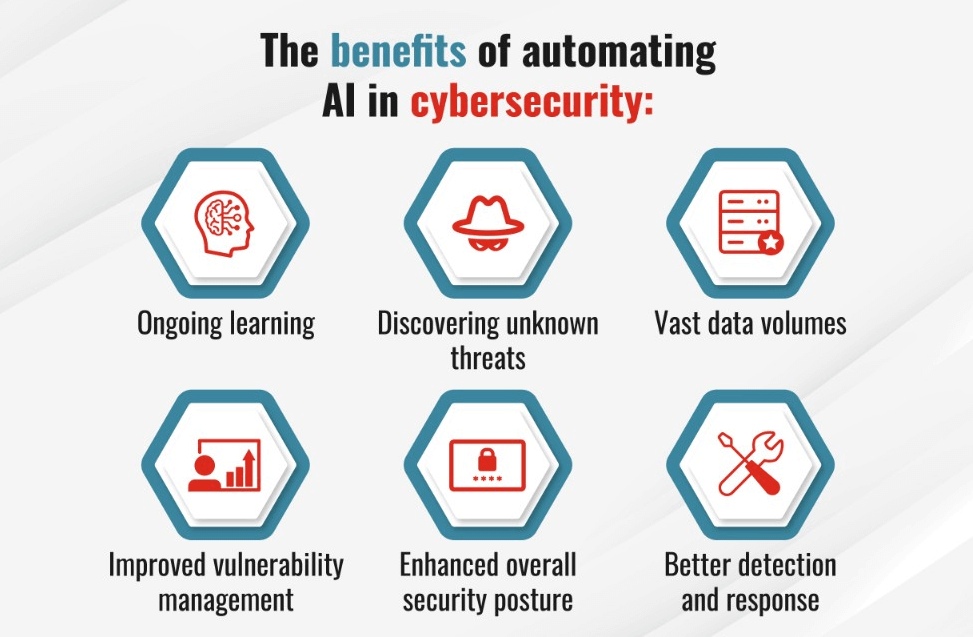 The benefits of automating
AI in cybersecurity:
Ongoing learning
Discovering unknown
threats
Vast data volumes
Improved vulnerability
management
Enhanced overall
security posture
Better detection
and response